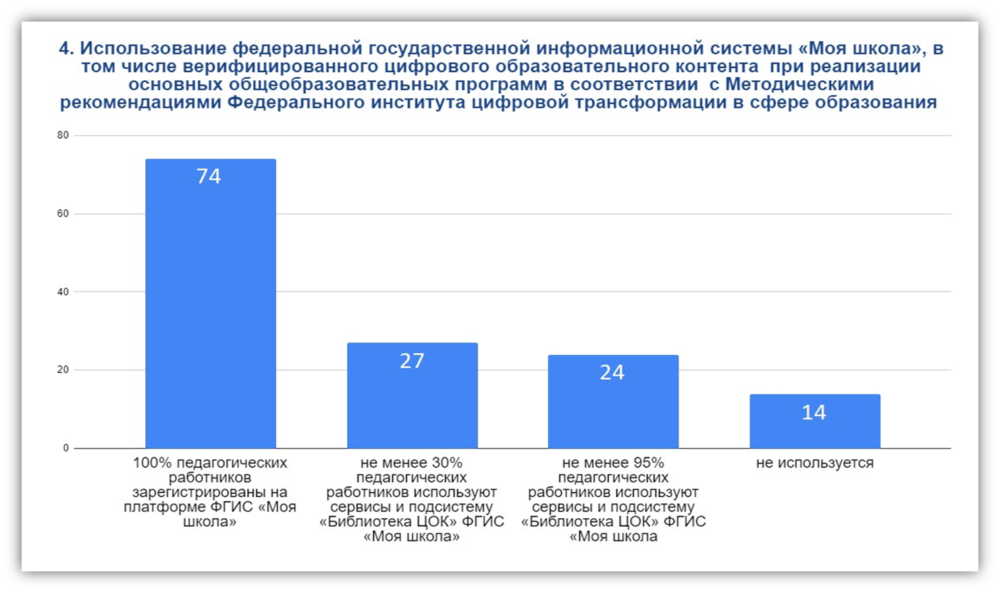 4. Использование федеральной государственной информационной системы «Моя школа», в
том числе верифицированного цифрового образовательного контента  при реализации
основных общеобразовательных программ в соответствии  с Методическими
рекомендациями Федерального института цифровой трансформации в сфере образования
80
60
40
20
0
74
27
24
14
100% педагогических
работников
зарегистрированы на
платформе ФГИС «Моя
школа»
не менее 30%
педагогических
работников используют
сервисы и подсистему
«Библиотека ЦОК» ФГИС
«Моя школа»
не менее 95%
педагогических
работников используют
сервисы и подсистему
«Библиотека ЦОК» ФГИС
«Моя школа
не используется